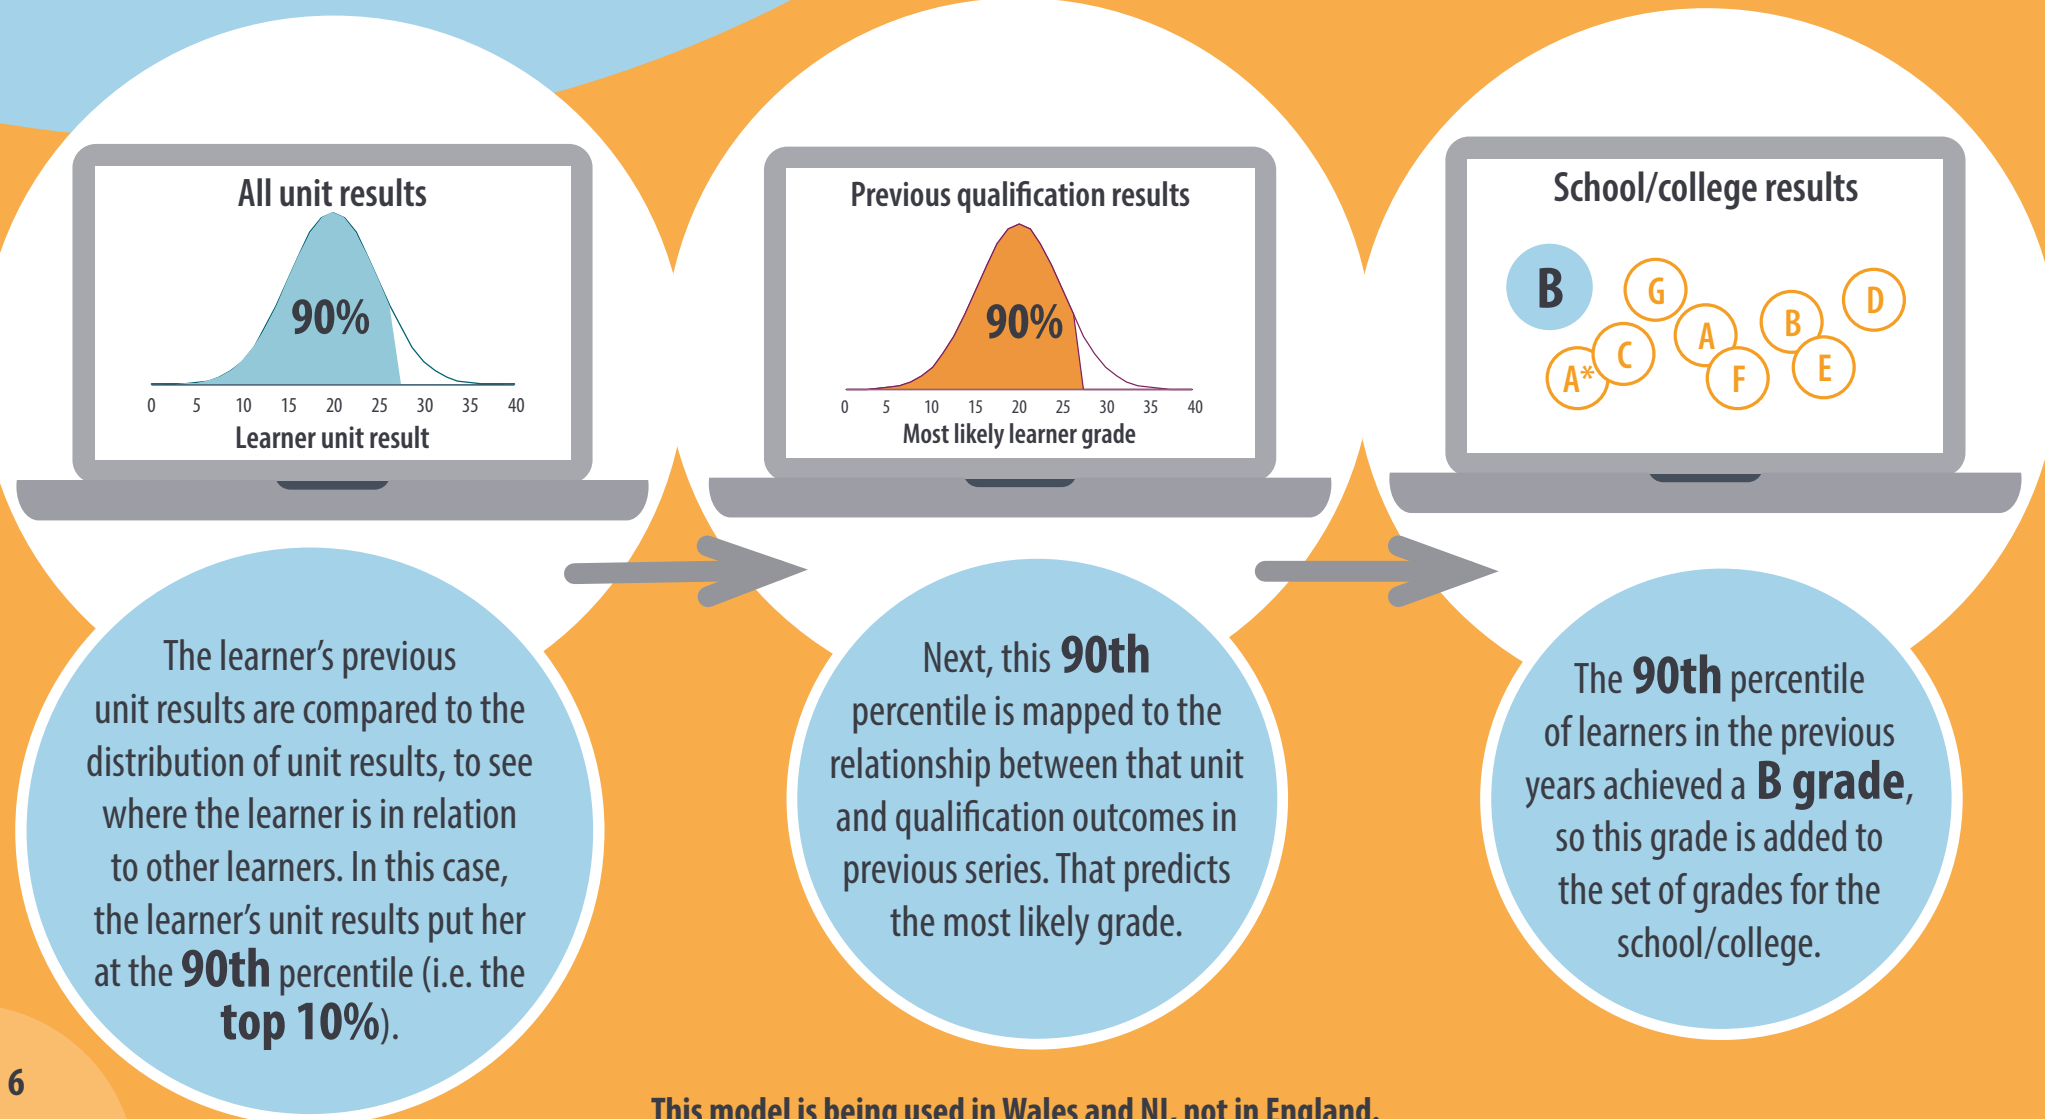 All unit results
90%
0 5 10 15 20 25 30 35 40
Learner unit result
The learner’s previous
unit results are compared to the
distribution of unit results, to see
where the learner is in relation
to other learners. In this case,
the learner’s unit results put her
at the 90th percentile (i.e. the
top 10%).
Previous qualification results
90%
0 5 10 15 20 25 30 35 40
Most likely learner grade
Next, this 90th
percentile is mapped to the
relationship between that unit
and qualification outcomes in
previous series. That predicts
the most likely grade.
School/college results
B
G
D
B
A
C
E
A*
F
The 90th percentile
of learners in the previous
years achieved a B grade,
so this grade is added to
the set of grades for the
school/college.
6
This model is being used in Wales and NI, not in England.